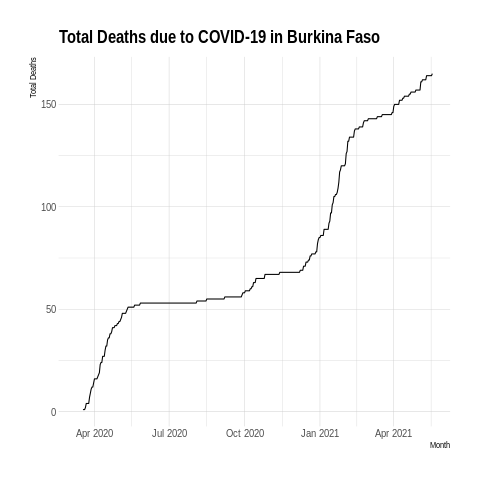 Total Deaths due to COVID-19 in Burkina Faso
Total Deaths
150
100
50
0
Apr 2020 Jul 2020 Oct 2020 Jan 2021 Apr 2021
Month